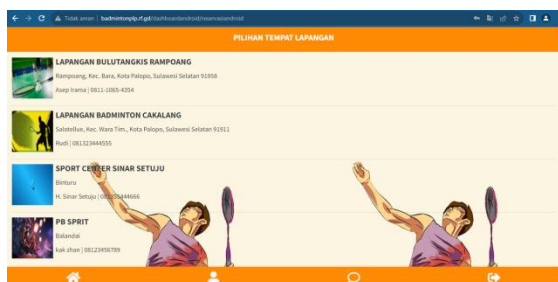 Tidak aman | badmintonplp.rf.gd/dashboardandroid/reservasiandroid
PILIHAN TEMPAT LAPANGAN
LAPANGAN BULUTANGKIS RAMPOANG
Rampoang, Kec. Bara, Kota Palopo, Sulawesi Selatan 91958
Asep Irama | 0811-1065-4354
LAPANGAN BADMINTON CAKALANG
Salotellue, Kec. Wara Tim., Kota Palopo, Sulawesi Selatan 91911
Rudi | 081323444555
SPORT CENTER SINAR SETUJU
Binturu
H. Sinar Setuju |
PB SPRIT
Balandai
kak zhan | 08123456789